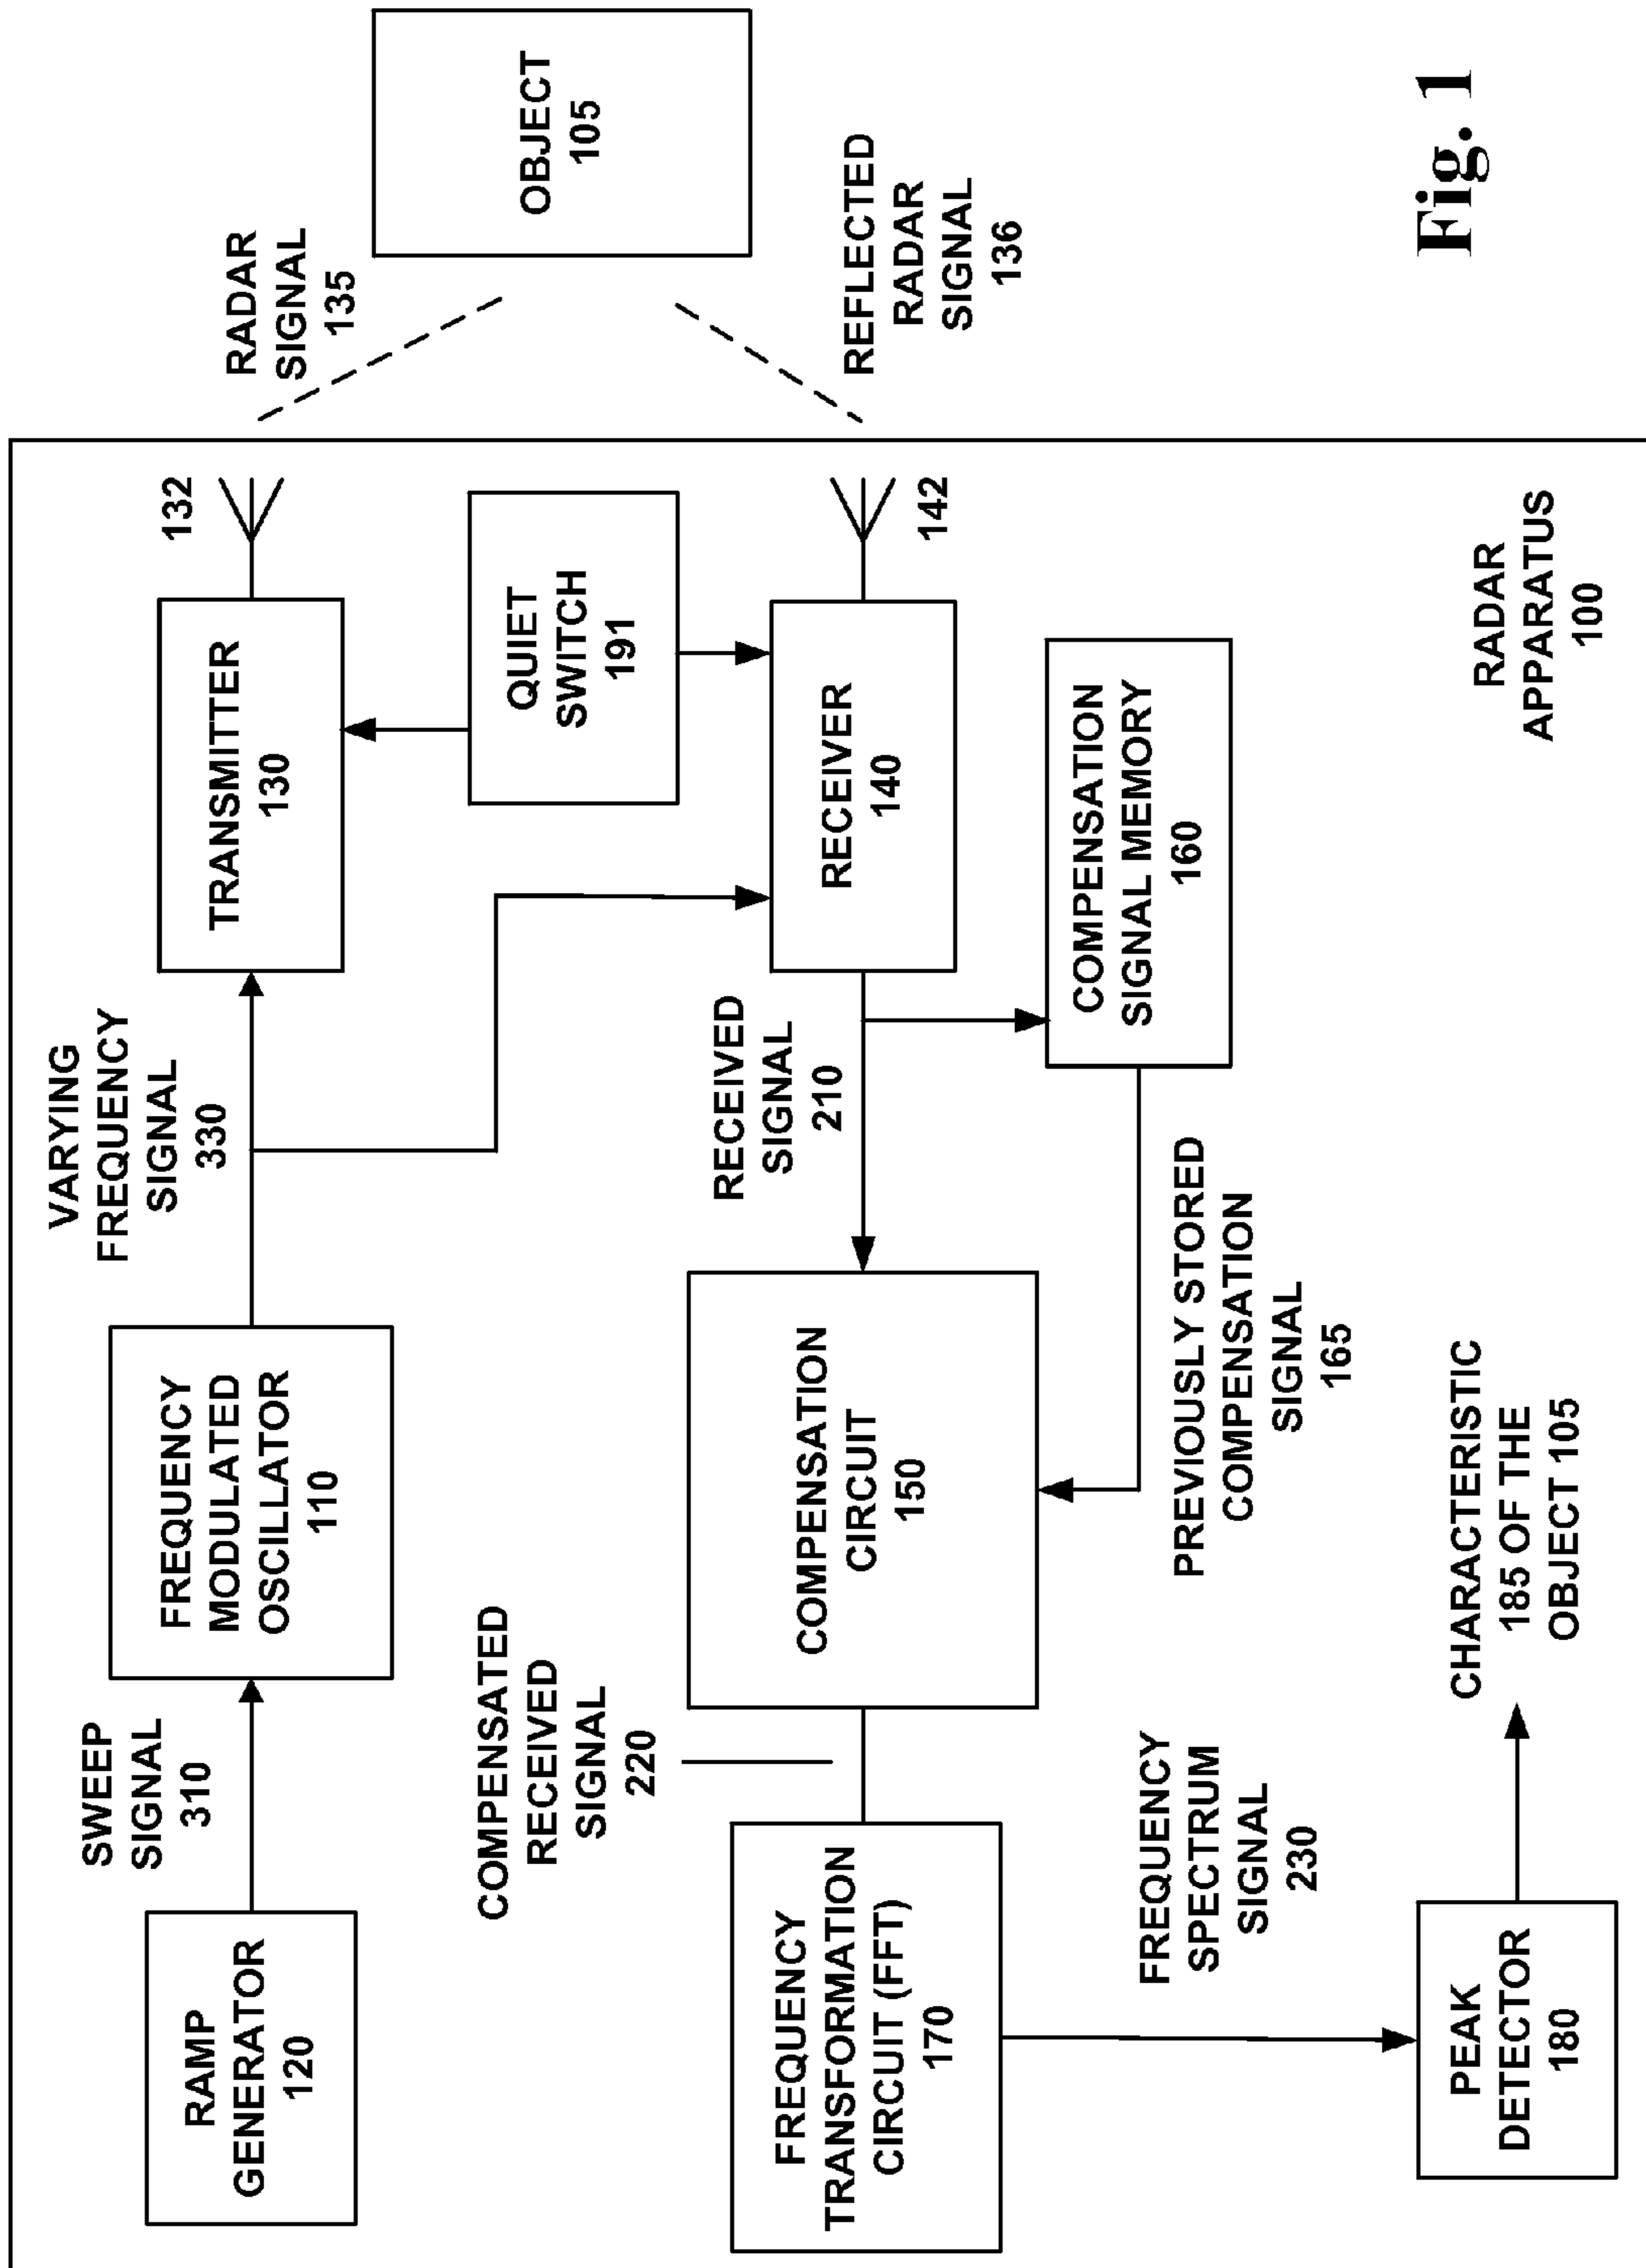 SWEEP
SIGNAL
310
VARYING
FREQUENCY
SIGNAL
330
132
RADAR
SIGNAL
135
RAMP
GENERATOR
120
FREQUENCY
MODULATED
OSCILLATOR
110
TRANSMITTER
130
QUIET
SWITCH
191
OBJECT
105
COMPENSATED
RECEIVED
SIGNAL
220
RECEIVED
SIGNAL
210
REFLECTED
RADAR
SIGNAL
136
FREQUENCY
TRANSFORMATION
CIRCUIT (FFT)
170
COMPENSATION
CIRCUIT
150
RECEIVER
140
142
COMPENSATION
SIGNAL MEMORY
160
FREQUENCY
SPECTRUM
SIGNAL
230
PREVIOUSLY STORED
COMPENSATION
SIGNAL
165
PEAK
DETECTOR
180
CHARACTERISTIC
185 OF THE
OBJECT 105
RADAR
APPARATUS
100
Fig. 1